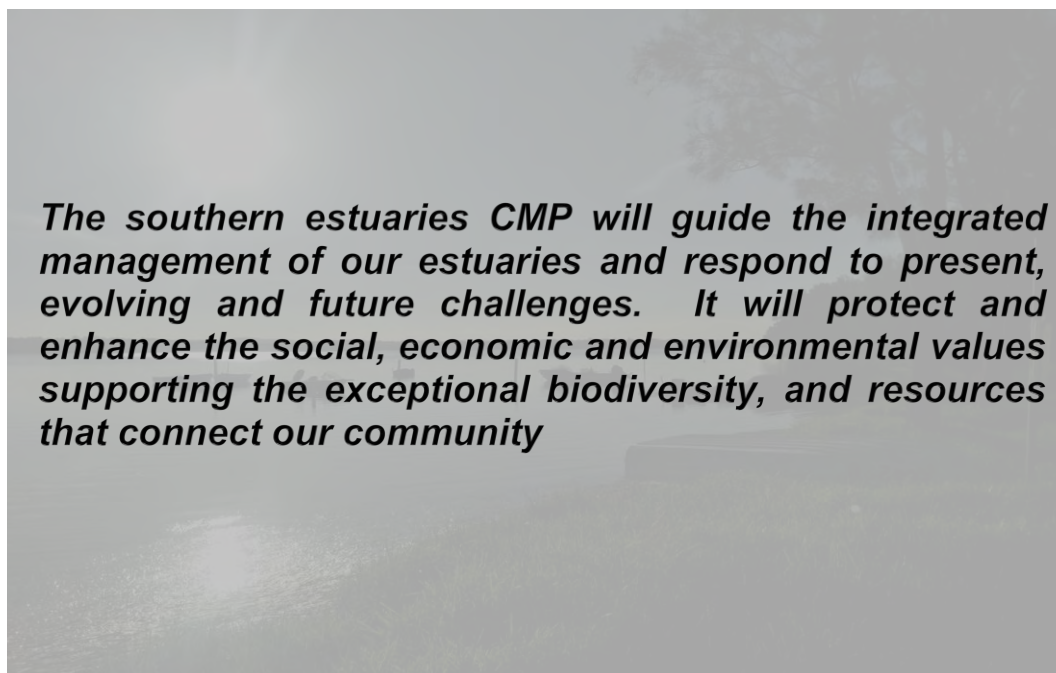 The southern estuaries CMP will guide the integrated
management of our estuaries and respond to present,
evolving and future challenges.  It will protect and
enhance the social, economic and environmental values
supporting the exceptional biodiversity, and resources
that connect our community